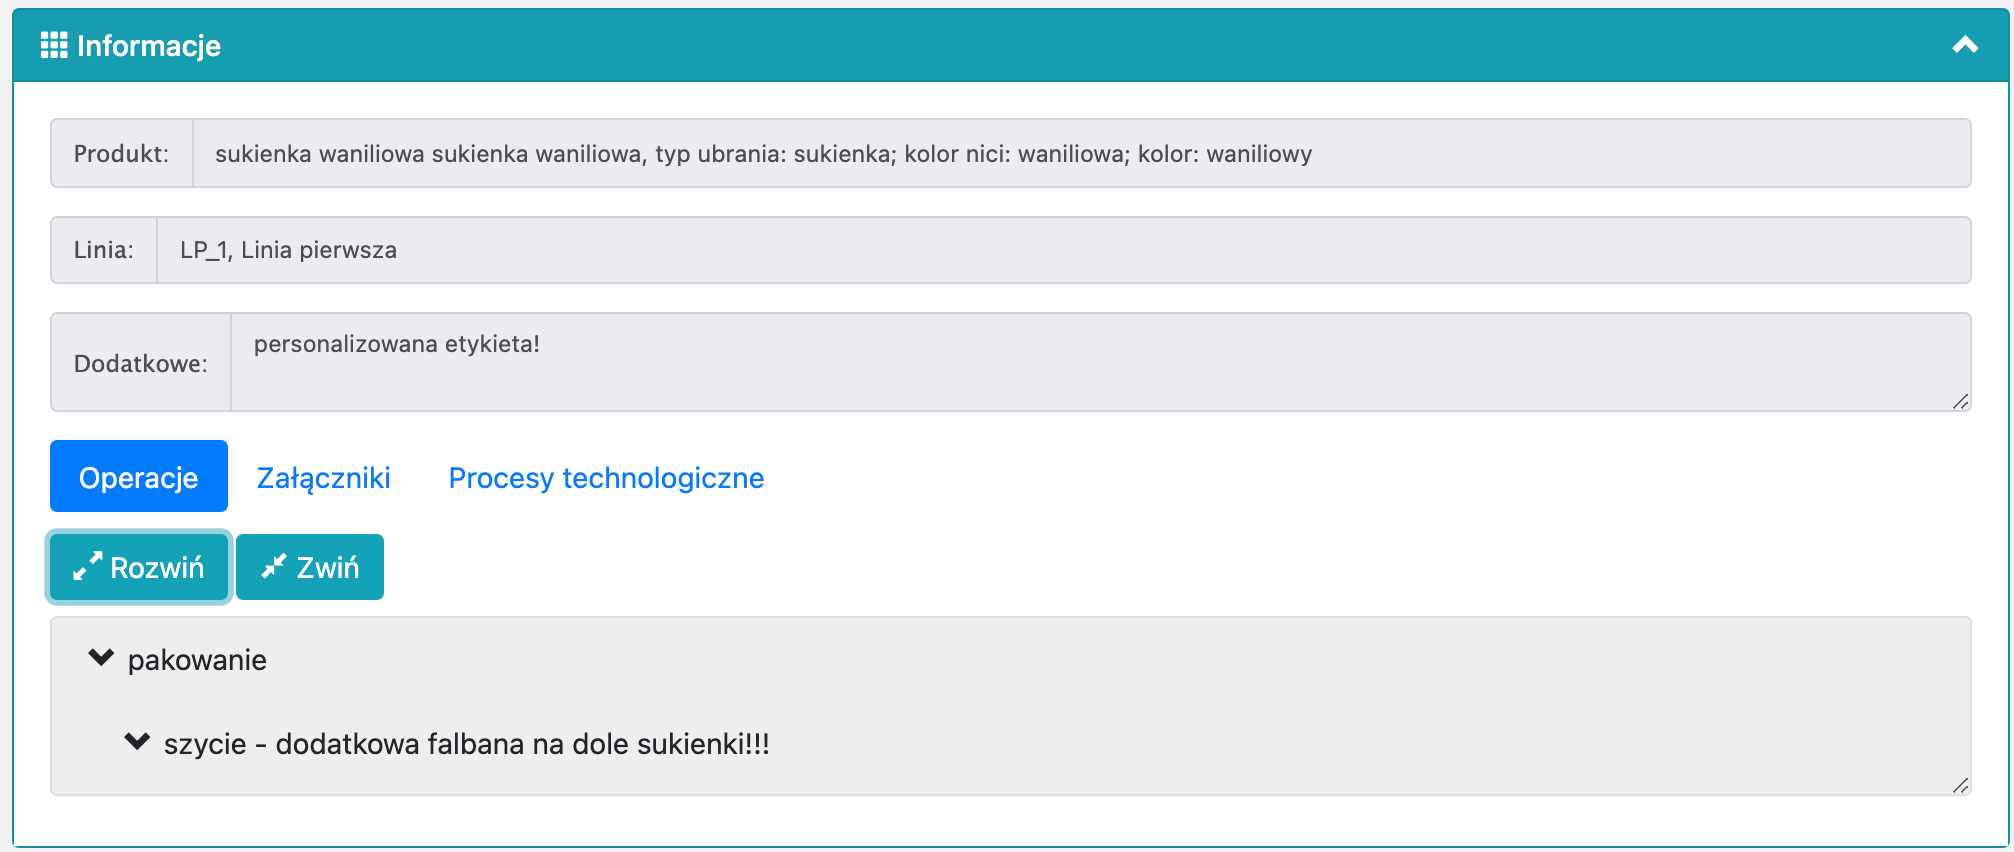 Informacje
Produkt: sukienka waniliowa sukienka waniliowa, typ ubrania: sukienka; kolor nici: waniliowa; kolor: waniliowy
Linia: LP_1, Linia pierwsza
Dodatkowe: personalizowana etykieta!
Operacje Załączniki Procesy technologiczne
Rozwiń Zwiń
pakowanie
szycie - dodatkowa falbana na dole sukienki!!!